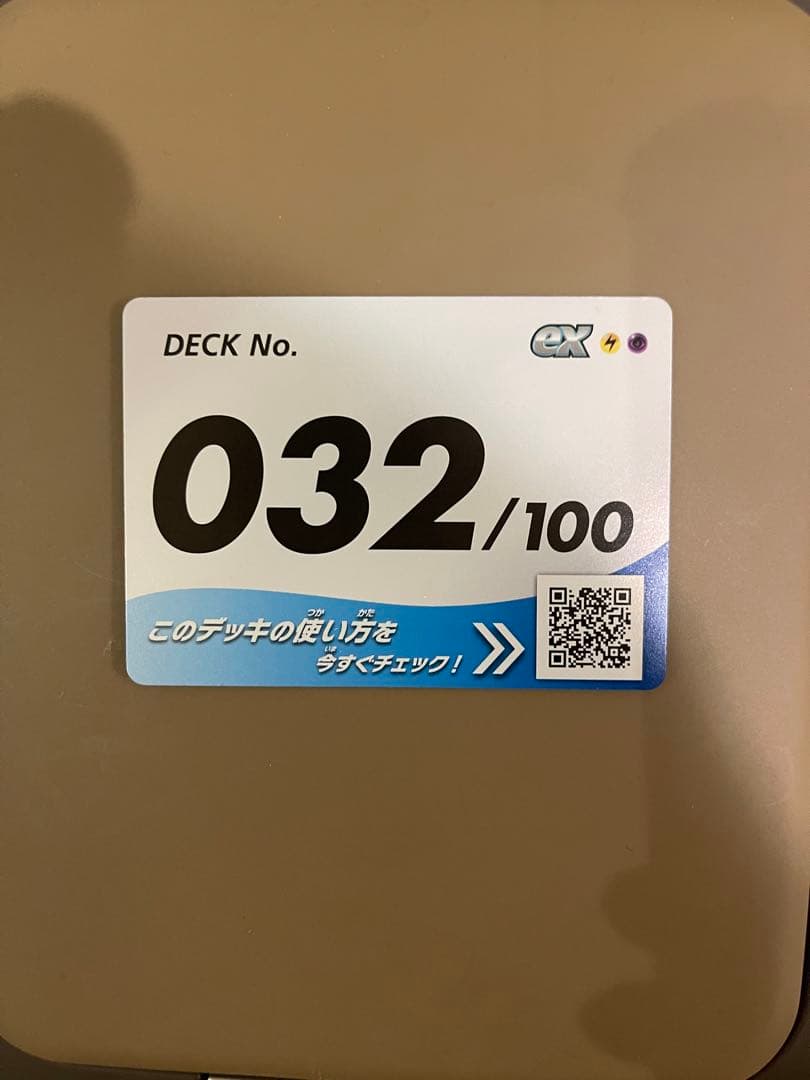 DECK No.
ex
032/100
つか かた
このデッキの使い方を
いま
今すぐチェック!